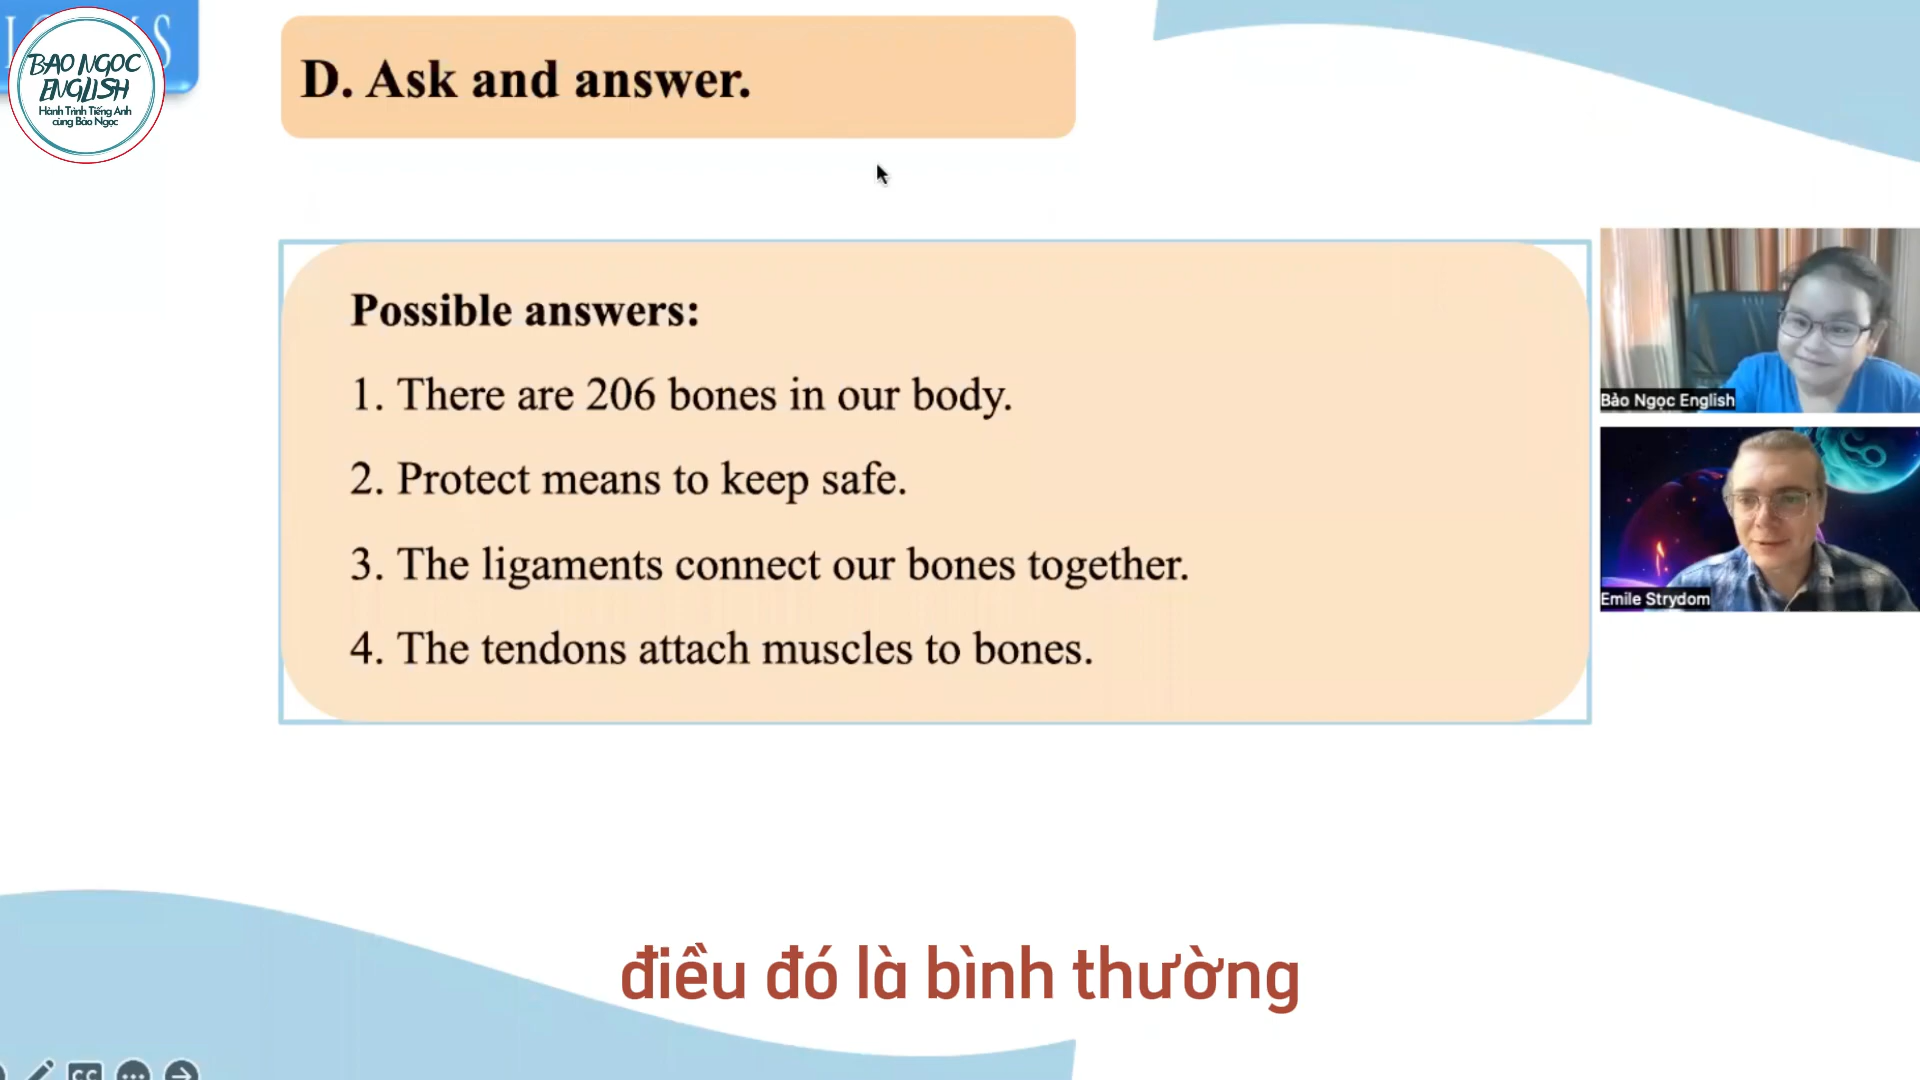 BAO NGOC
ENGLISH
Hành Trình Tiếng Anh
cùng Bảo Ngọc
D. Ask and answer.
Possible answers:
1. There are 206 bones in our body.
2. Protect means to keep safe.
3. The ligaments connect our bones together.
4. The tendons attach muscles to bones.
Bảo Ngọc English
Emile Strydom
điều đó là bình thường
CC